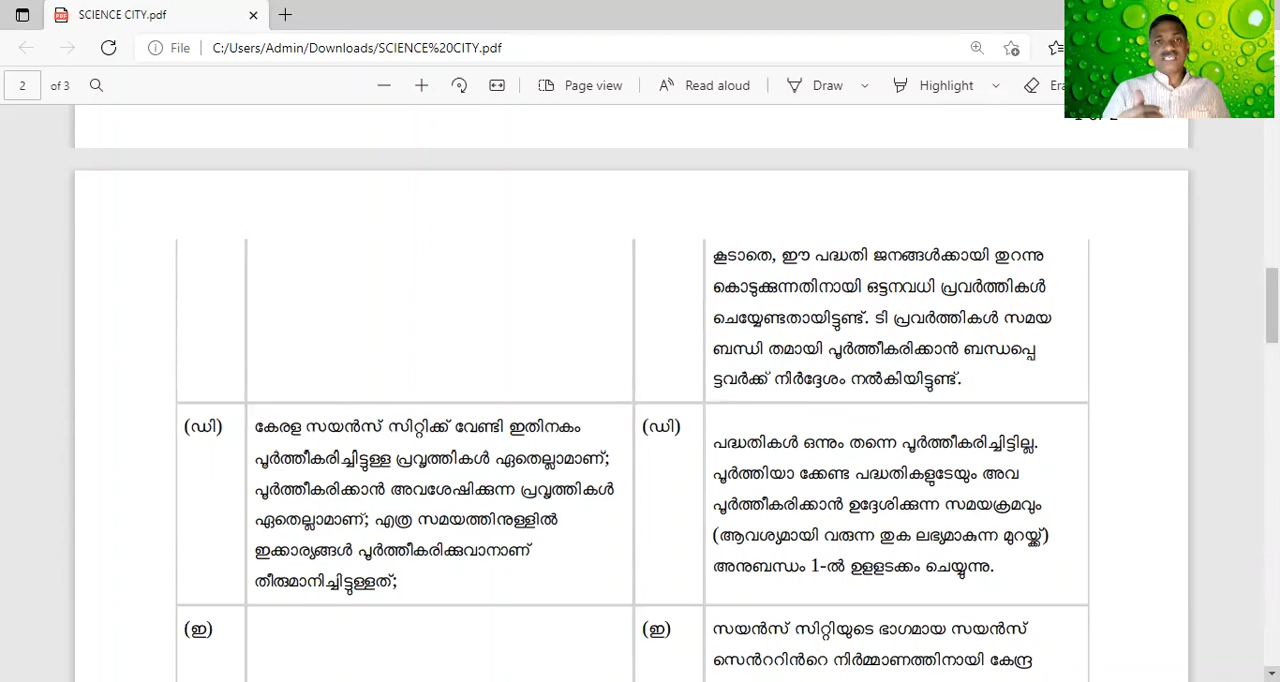 SCIENCE CITY.pdf
File C:/Users/Admin/Downloads/SCIENCE%20CITY.pdf
2 of 3 Page view Read aloud Draw Highlight
കൂടാതെ, ഈ പദ്ധതി ജനങ്ങൾക്കായി തുറന്നു
കൊടുക്കുന്നതിനായി ഒട്ടനവധി പ്രവർത്തികൾ
ചെയ്യേണ്ടതായിട്ടുണ്ട്. ടി പ്രവർത്തികൾ സമയ
ബന്ധി തമായി പൂർത്തീകരിക്കാൻ ബന്ധപ്പെ
ട്ടവർക്ക് നിർദ്ദേശം നൽകിയിട്ടുണ്ട്.
(ഡി)
കേരള സയൻസ് സിറ്റിക്ക് വേണ്ടി ഇതിനകം
പൂർത്തീകരിച്ചിട്ടുള്ള പ്രവൃത്തികൾ ഏതെല്ലാമാണ്;
പൂർത്തീകരിക്കാൻ അവശേഷിക്കുന്ന പ്രവൃത്തികൾ
ഏതെല്ലാമാണ്; എത്ര സമയത്തിനുള്ളിൽ
ഇക്കാര്യങ്ങൾ പൂർത്തീകരിക്കുവാനാണ്
തീരുമാനിച്ചിട്ടുള്ളത്;
(ഡി)
പദ്ധതികൾ ഒന്നും തന്നെ പൂർത്തീകരിച്ചിട്ടില്ല.
പൂർത്തിയാ ക്കേണ്ട പദ്ധതികളുടേയും അവ
പൂർത്തീകരിക്കാൻ ഉദ്ദേശിക്കുന്ന സമയക്രമവും
(ആവശ്യമായി വരുന്ന തുക ലഭ്യമാകുന്ന മുറയ്ക്ക്)
അനുബന്ധം 1-ൽ ഉളളടക്കം ചെയ്യുന്നു.
(ഇ)
(ഇ)
സയൻസ് സിറ്റിയുടെ ഭാഗമായ സയൻസ്
സെൻററിൻറെ നിർമ്മാണത്തിനായി കേന്ദ്ര